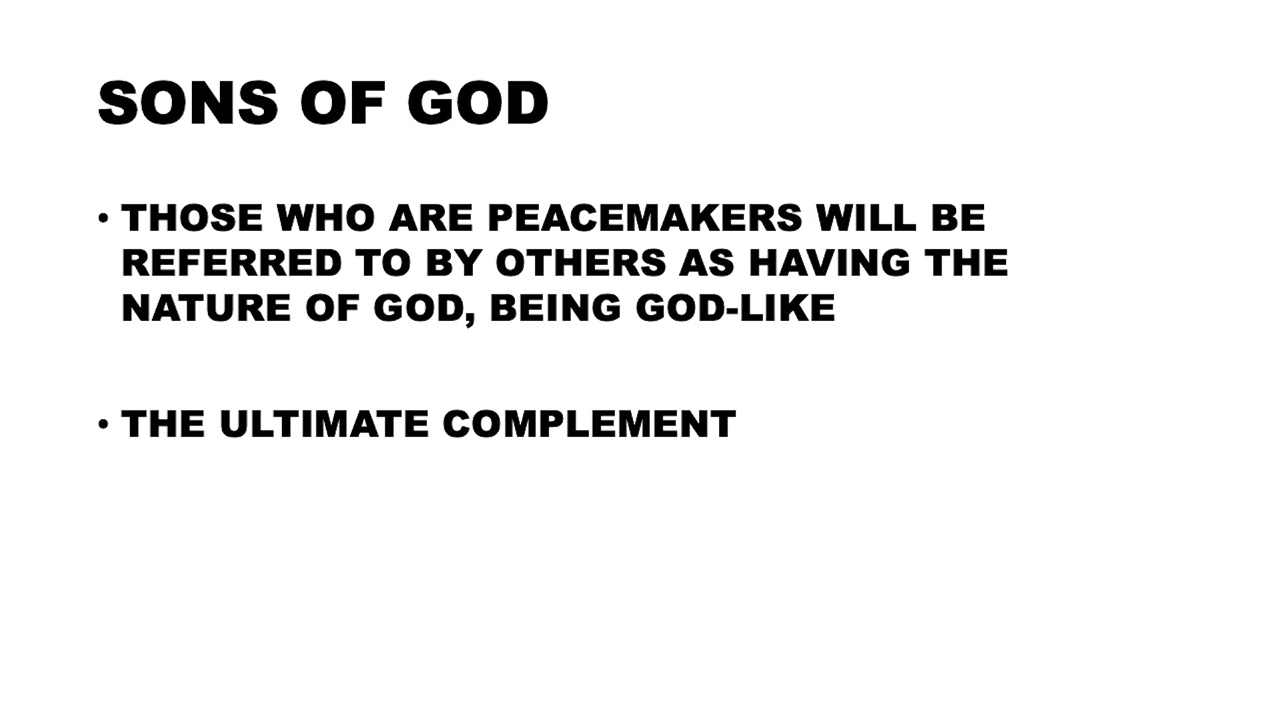 SONS OF GOD
• THOSE WHO ARE PEACEMAKERS WILL BE
REFERRED TO BY OTHERS AS HAVING THE
NATURE OF GOD, BEING GOD-LIKE
• THE ULTIMATE COMPLEMENT